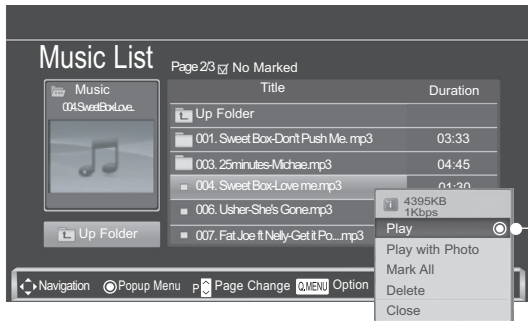 Music List
Page 2/3 No Marked
Music
004.SweetBoxLove..
Title
Duration
Up Folder
001. Sweet Box-Don't Push Me. mp3
03:33
003. 25minutes-Michae.mp3
04:45
004. Sweet Box-Love me.mp3
01:30
006. Usher-She's Gone.mp3
007. Fat Joe ft Nelly-Get it Po....mp3
Up Folder
4395KB
1Kbps
Play
Play with Photo
Mark All
Delete
Close
Navigation Popup Menu P Page Change Q.MENU Option